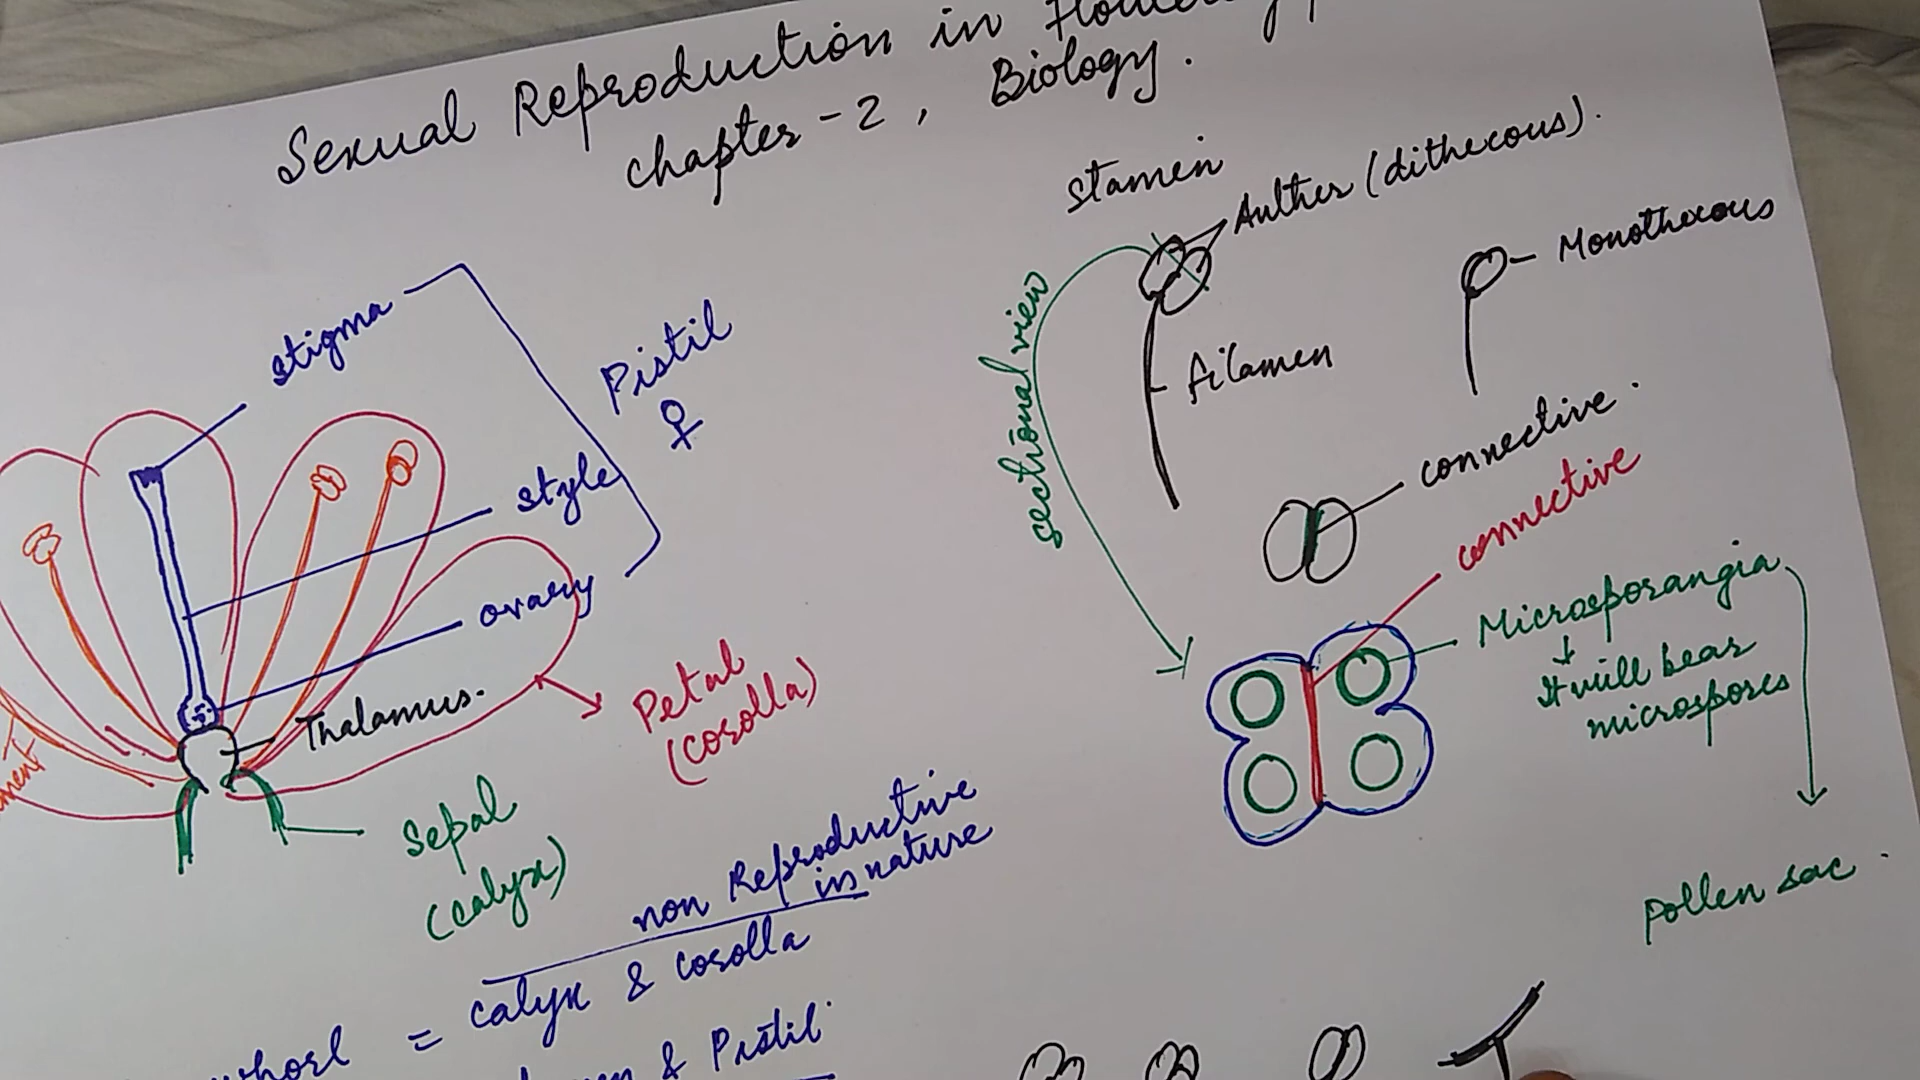 Sexual Reproduction in
chapter - 2, Biology.
stamen
Anther (dithecous).
Monothecous
filamen
sectional view
connective.
connective
Microsporangia
It will bear
microspores
pollen sac.
stigma
Pistil
♀
style
ovary
Thalamus.
Petal
(corolla)
Sepal
(calyx)
non Reproductive
in nature
whorl = calyx & corolla
& Pistil